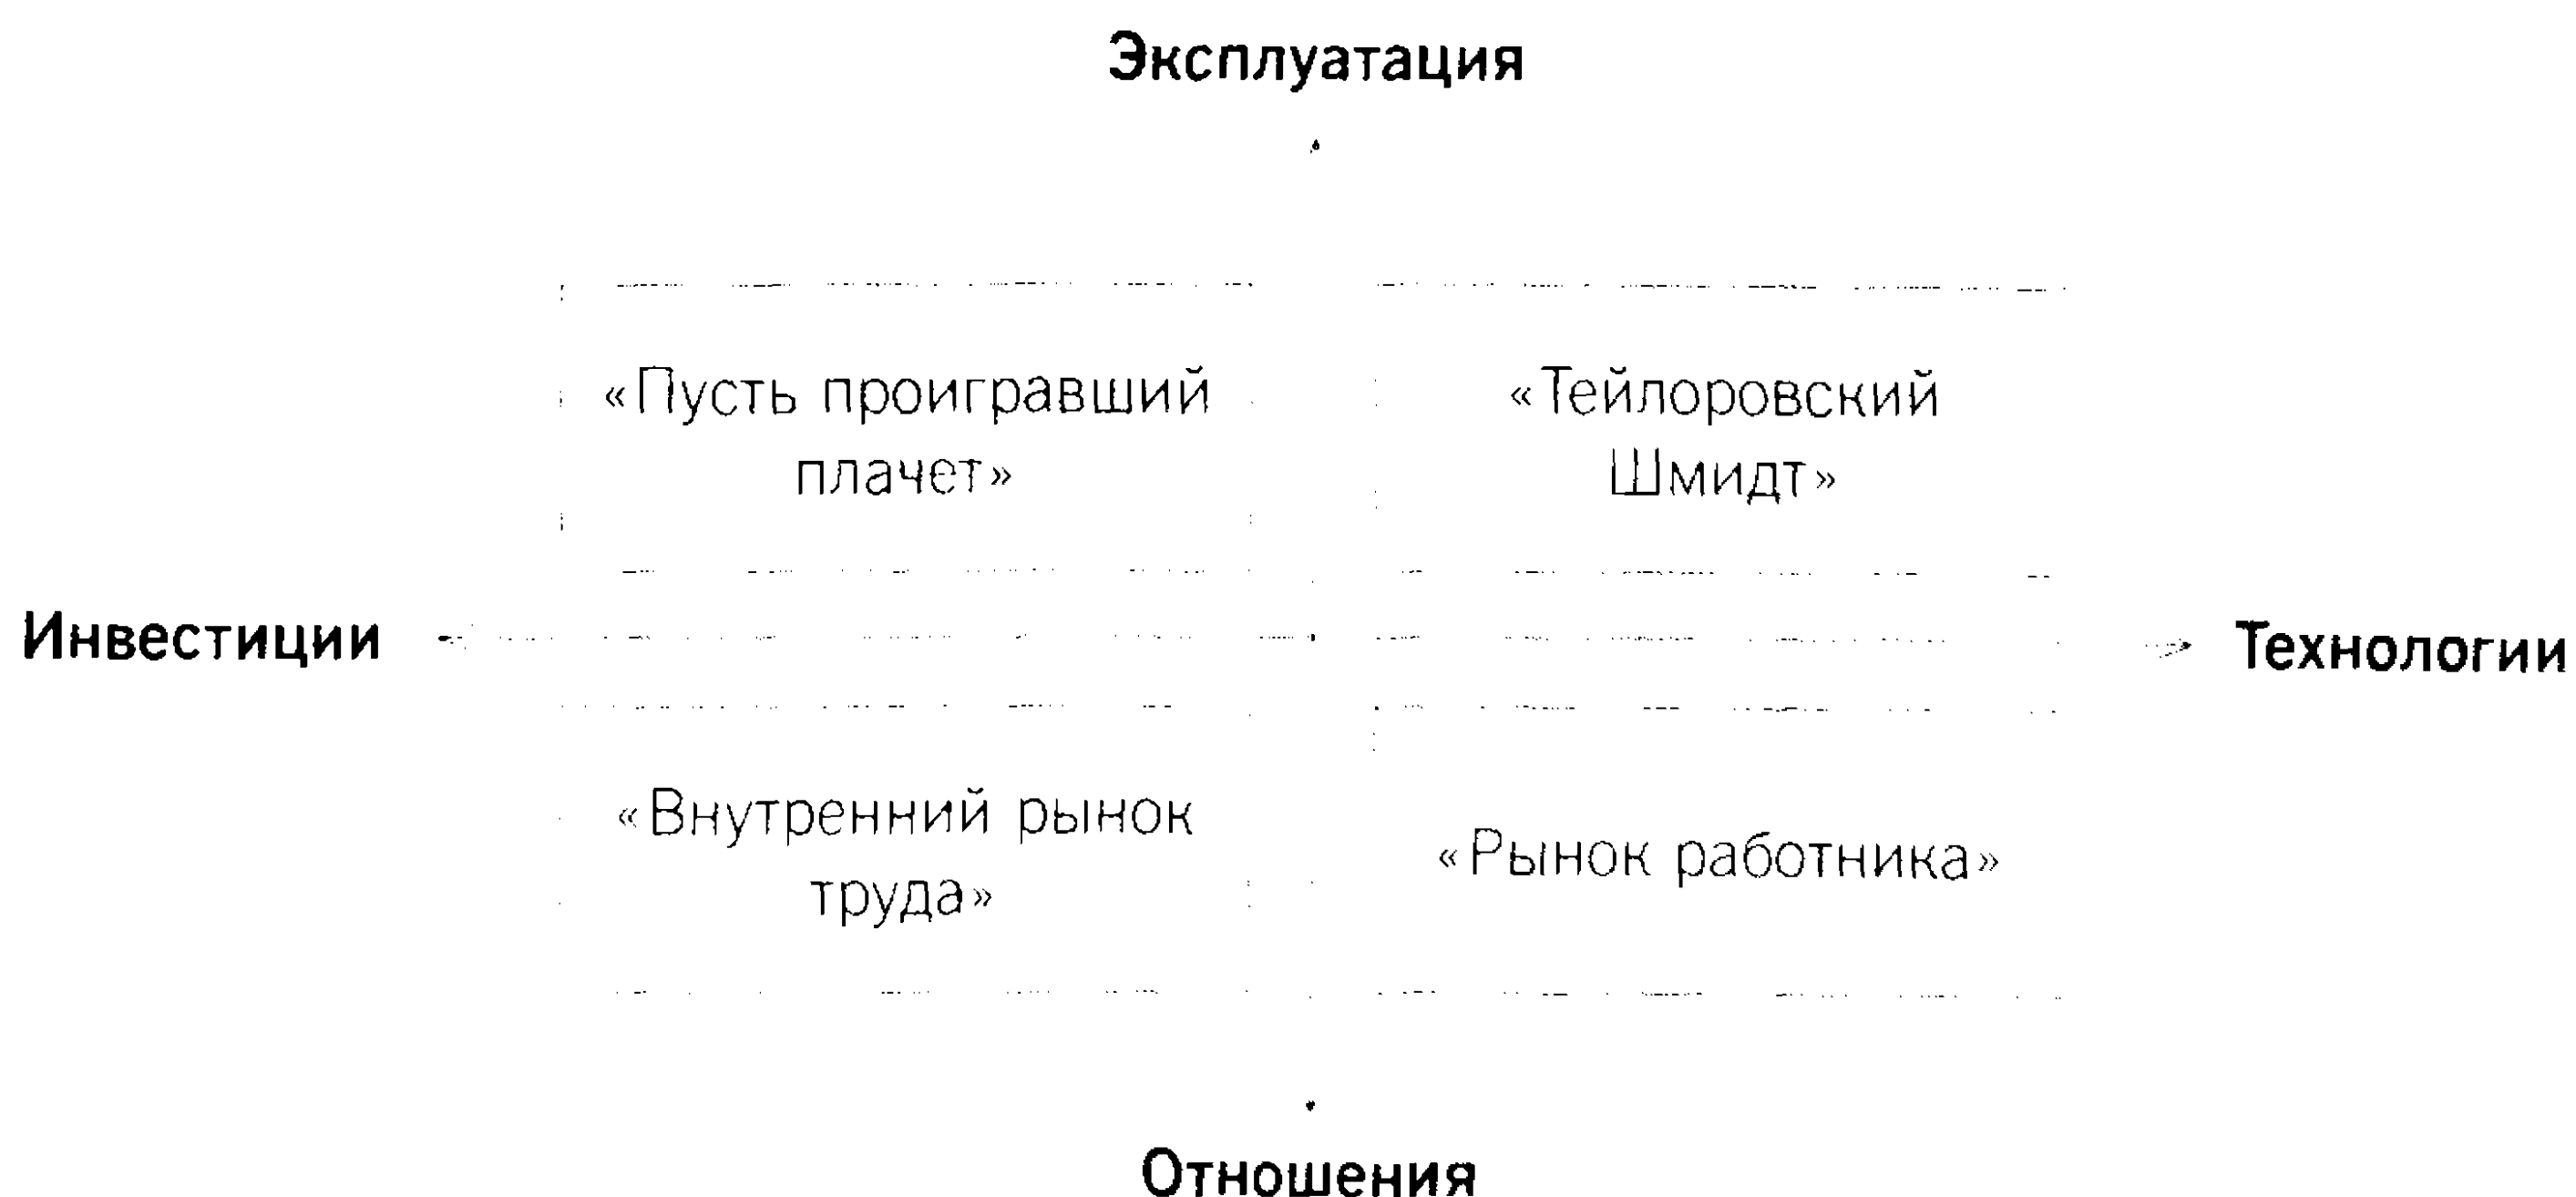 Эксплуатация
«Пусть проигравший
плачет»
«Тейлоровский
Шмидт»
Инвестиции
Технологии
«Внутренний рынок
труда»
«Рынок работника»
Отношения